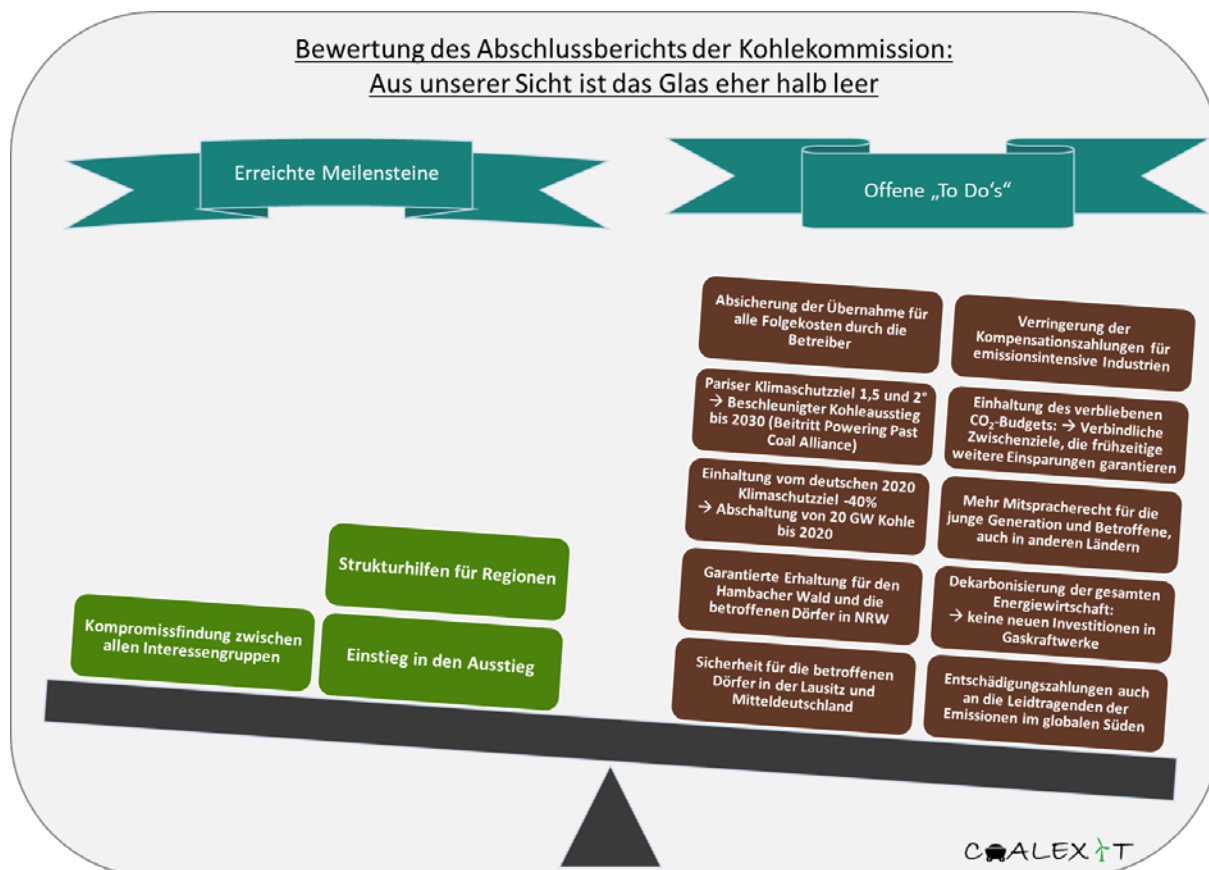 Bewertung des Abschlussberichts der Kohlekommission:
Aus unserer Sicht ist das Glas eher halb leer
Erreichte Meilensteine
Offene „To Do's“
Kompromissfindung zwischen
allen Interessengruppen
Strukturhilfen für Regionen
Einstieg in den Ausstieg
Absicherung der Übernahme für
alle Folgekosten durch die
Betreiber
Verringerung der
Kompensationszahlungen für
emissionsintensive Industrien
Pariser Klimaschutzziel 1,5 und 2°
→ Beschleunigter Kohleausstieg
bis 2030 (Beitritt Powering Past
Coal Alliance)
Einhaltung des verbliebenen
CO₂-Budgets: → Verbindliche
Zwischenziele, die frühzeitige
weitere Einsparungen garantieren
Einhaltung vom deutschen 2020
Klimaschutzziel -40%
→ Abschaltung von 20 GW Kohle
bis 2020
Mehr Mitspracherecht für die
junge Generation und Betroffene,
auch in anderen Ländern
Garantierte Erhaltung für den
Hambacher Wald und die
betroffenen Dörfer in NRW
Dekarbonisierung der gesamten
Energiewirtschaft:
→ keine neuen Investitionen in
Gaskraftwerke
Sicherheit für die betroffenen
Dörfer in der Lausitz und
Mitteldeutschland
Entschädigungszahlungen auch
an die Leidtragenden der
Emissionen im globalen Süden
COALEXIT